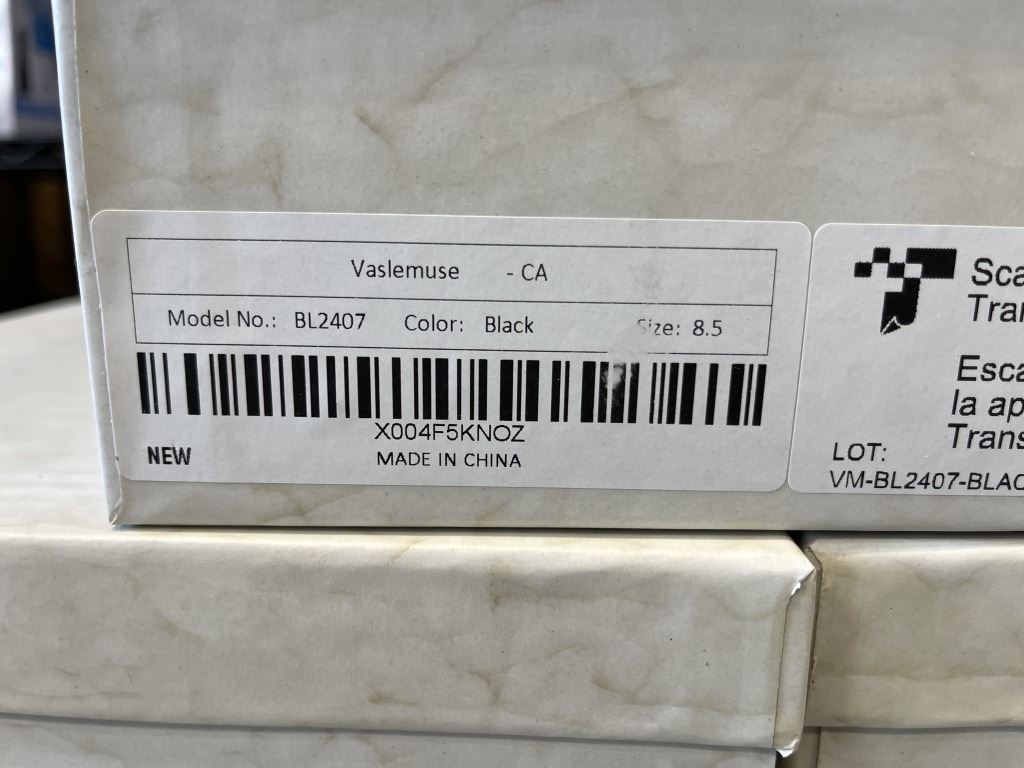 Vaslemuse - CA
Model No.: BL2407 Color: Black Size: 8.5
X004F5KNOZ
NEW
MADE IN CHINA
Sca
Tran
Esca
la ap
Trans
LOT:
VM-BL2407-BLAC